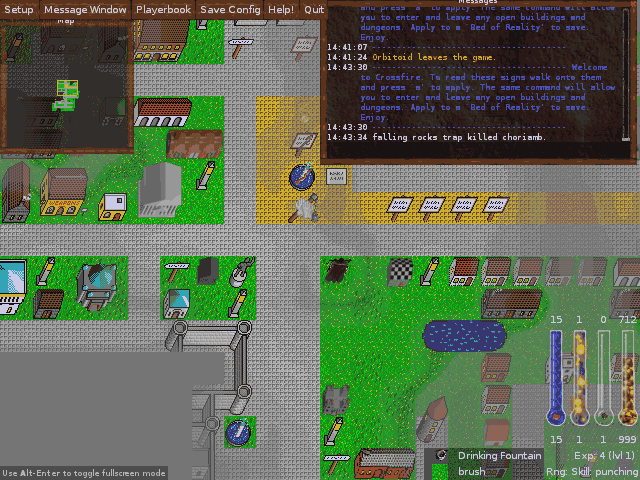 Setup Message Window Playerbook Save Config Help! Quit
Map
Messages
and press 'a' to apply. The same command will allow
you to enter and leave any open buildings and
dungeons. Apply to a 'Bed of Reality' to save.
Enjoy.
14:41:07
14:41:24 Orbitoid leaves the game.
14:43:30 Welcome
to Crossfire. To read these signs walk onto them
and press 'a' to apply. The same command will allow
you to enter and leave any open buildings and
dungeons. Apply to a 'Bed of Reality' to save.
Enjoy.
14:43:30
14:43:34 falling rocks trap killed choriamb.
WEAPONS
15 1 0 712
15 1 1 999
Drinking Fountain
brush
Exp: 4 (lvl 1)
Rng: Skill: punching
Use Alt-Enter to toggle fullscreen mode